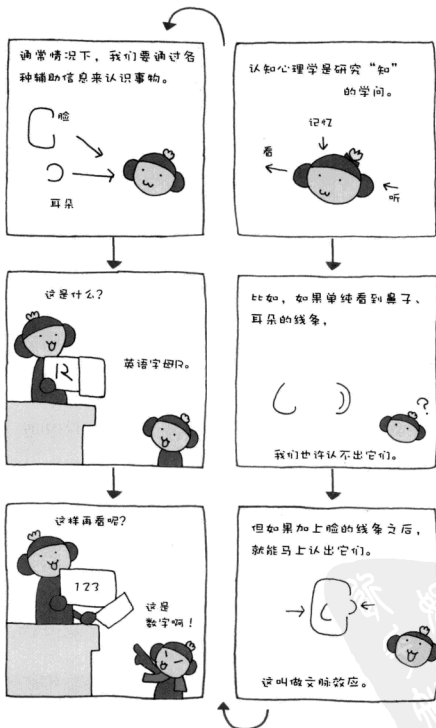 认知心理学是研究“知”
的学问。
记忆
看
听
比如，如果单纯看到鼻子、
耳朵的线条，
?
我们也许认不出它们。
但如果加上脸的线条之后，
就能马上认出它们。
这叫做文脉效应。
通常情况下，我们要通过各
种辅助信息来认识事物。
脸
耳朵
这是什么？
R
英语字母R。
这样再看呢？
123
这是
数字啊！